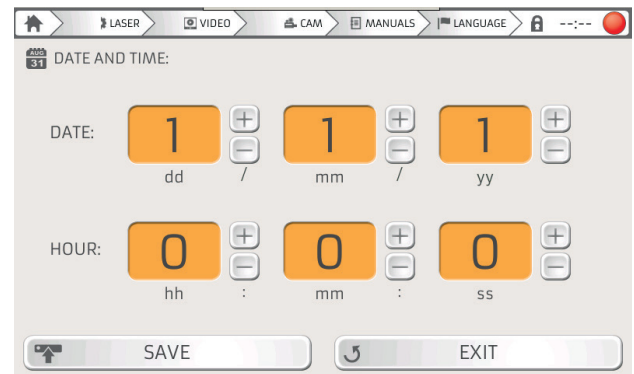 LASER VIDEO CAM MANUALS LANGUAGE --:--
AUG 31 DATE AND TIME:
DATE: 1 1 1
dd / mm / yy
HOUR: 0 0 0
hh : mm : ss
SAVE EXIT